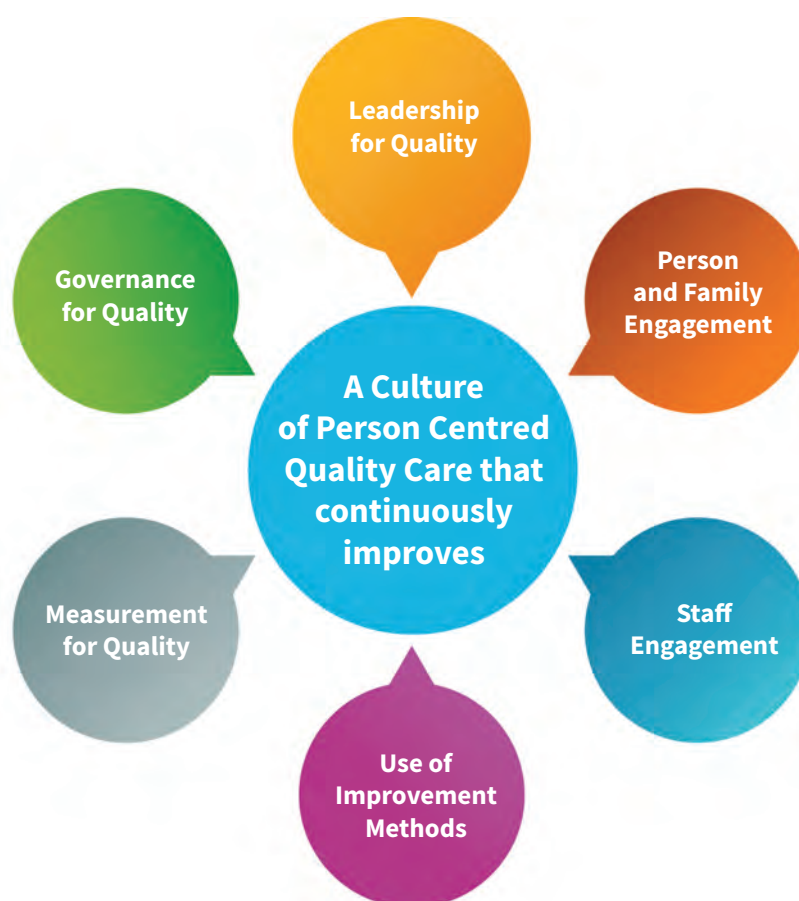 Leadership
for Quality
Person
and Family
Engagement
Governance
for Quality
A Culture
of Person Centred
Quality Care that
continuously
improves
Staff
Engagement
Measurement
for Quality
Use of
Improvement
Methods